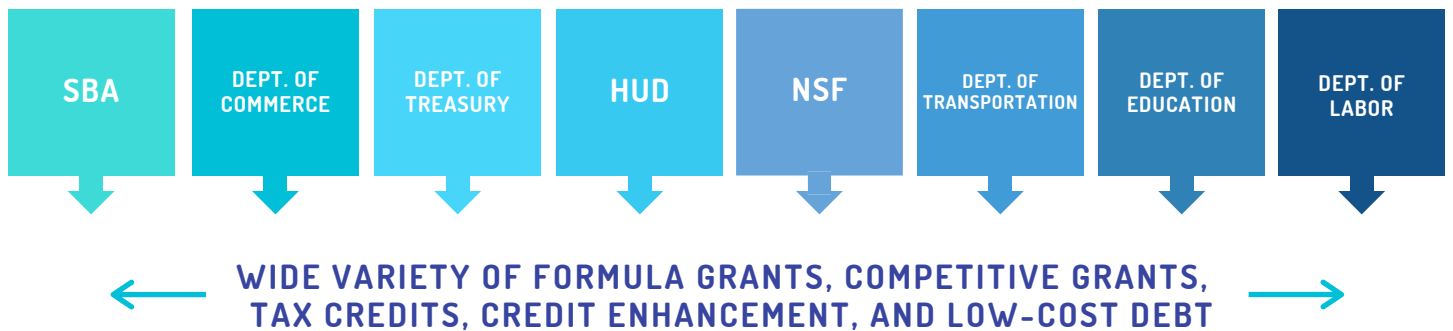 SBA
DEPT. OF
COMMERCE
DEPT. OF
TREASURY
HUD
NSF
DEPT. OF
TRANSPORTATION
DEPT. OF
EDUCATION
DEPT. OF
LABOR
WIDE VARIETY OF FORMULA GRANTS, COMPETITIVE GRANTS,
TAX CREDITS, CREDIT ENHANCEMENT, AND LOW-COST DEBT